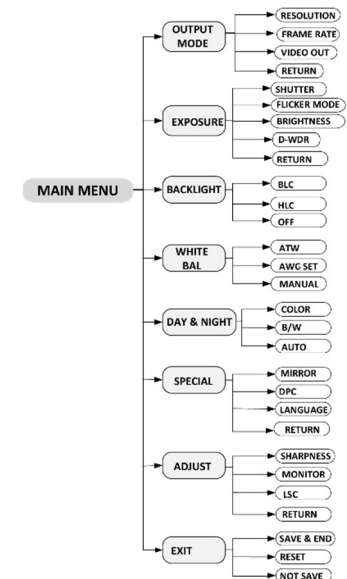 MAIN MENU
OUTPUT
MODE
RESOLUTION
FRAME RATE
VIDEO OUT
RETURN
EXPOSURE
SHUTTER
FLICKER MODE
BRIGHTNESS
D-WDR
RETURN
BACKLIGHT
BLC
HLC
OFF
WHITE
BAL
ATW
AWC SET
MANUAL
DAY & NIGHT
COLOR
B/W
AUTO
SPECIAL
MIRROR
DPC
LANGUAGE
RETURN
ADJUST
SHARPNESS
MONITOR
LSC
RETURN
EXIT
SAVE & END
RESET
NOT SAVE